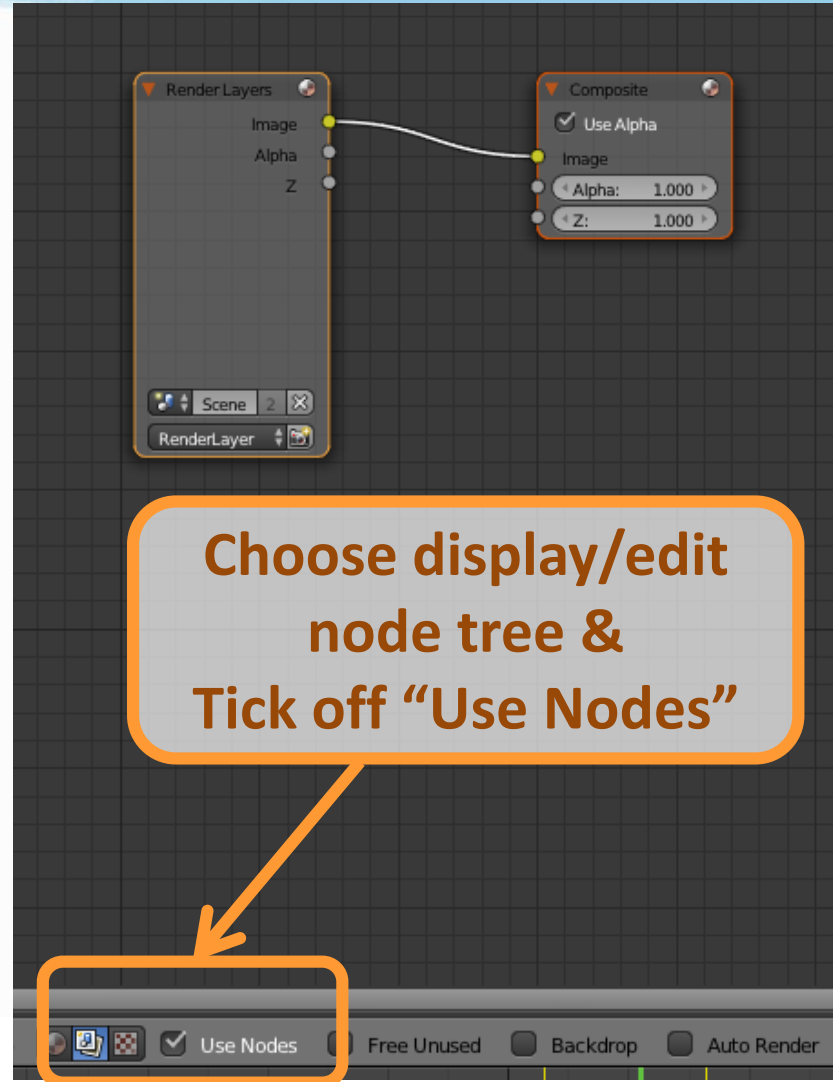 Render Layers
Image
Alpha
Z
Scene 2
RenderLayer
Composite
Use Alpha
Image
Alpha: 1.000
Z: 1.000
Choose display/edit
node tree &
Tick off “Use Nodes”
Use Nodes Free Unused Backdrop Auto Render